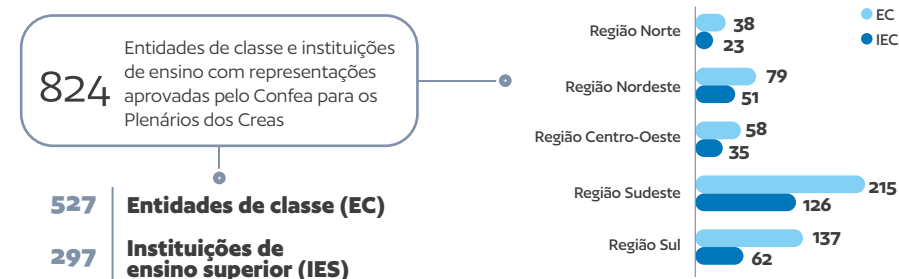 824
Entidades de classe e instituições
de ensino com representações
aprovadas pelo Confea para os
Plenários dos Creas
527 Entidades de classe (EC)
297 Instituições de
ensino superior (IES)
EC
IEC
Região Norte 38
23
Região Nordeste 79
51
Região Centro-Oeste 58
35
Região Sudeste 215
126
Região Sul 137
62